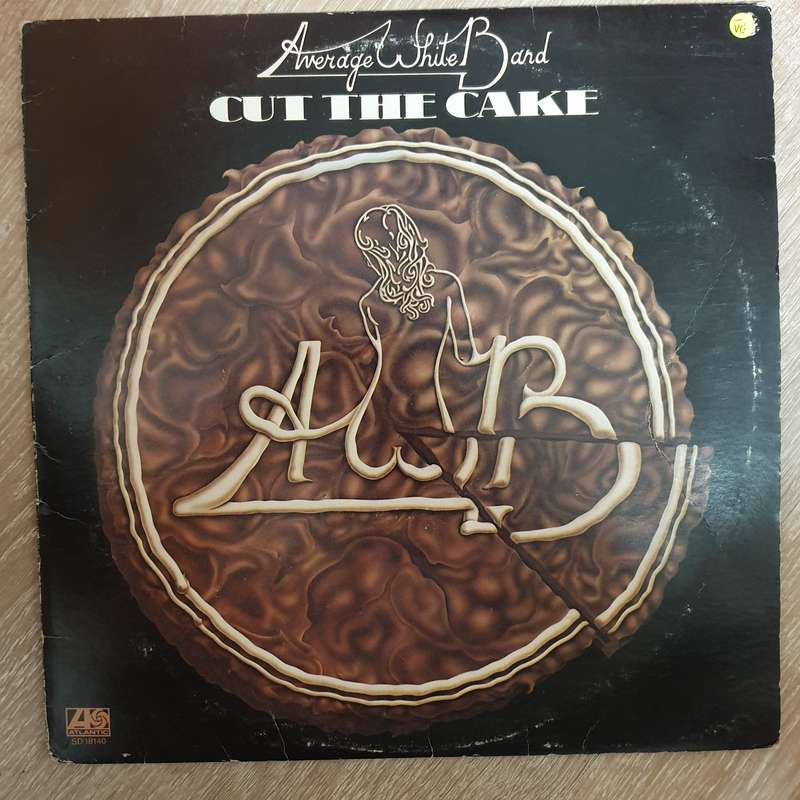 VG
Average White Band
CUT THE CAKE
AWB
ATLANTIC
SD 18140